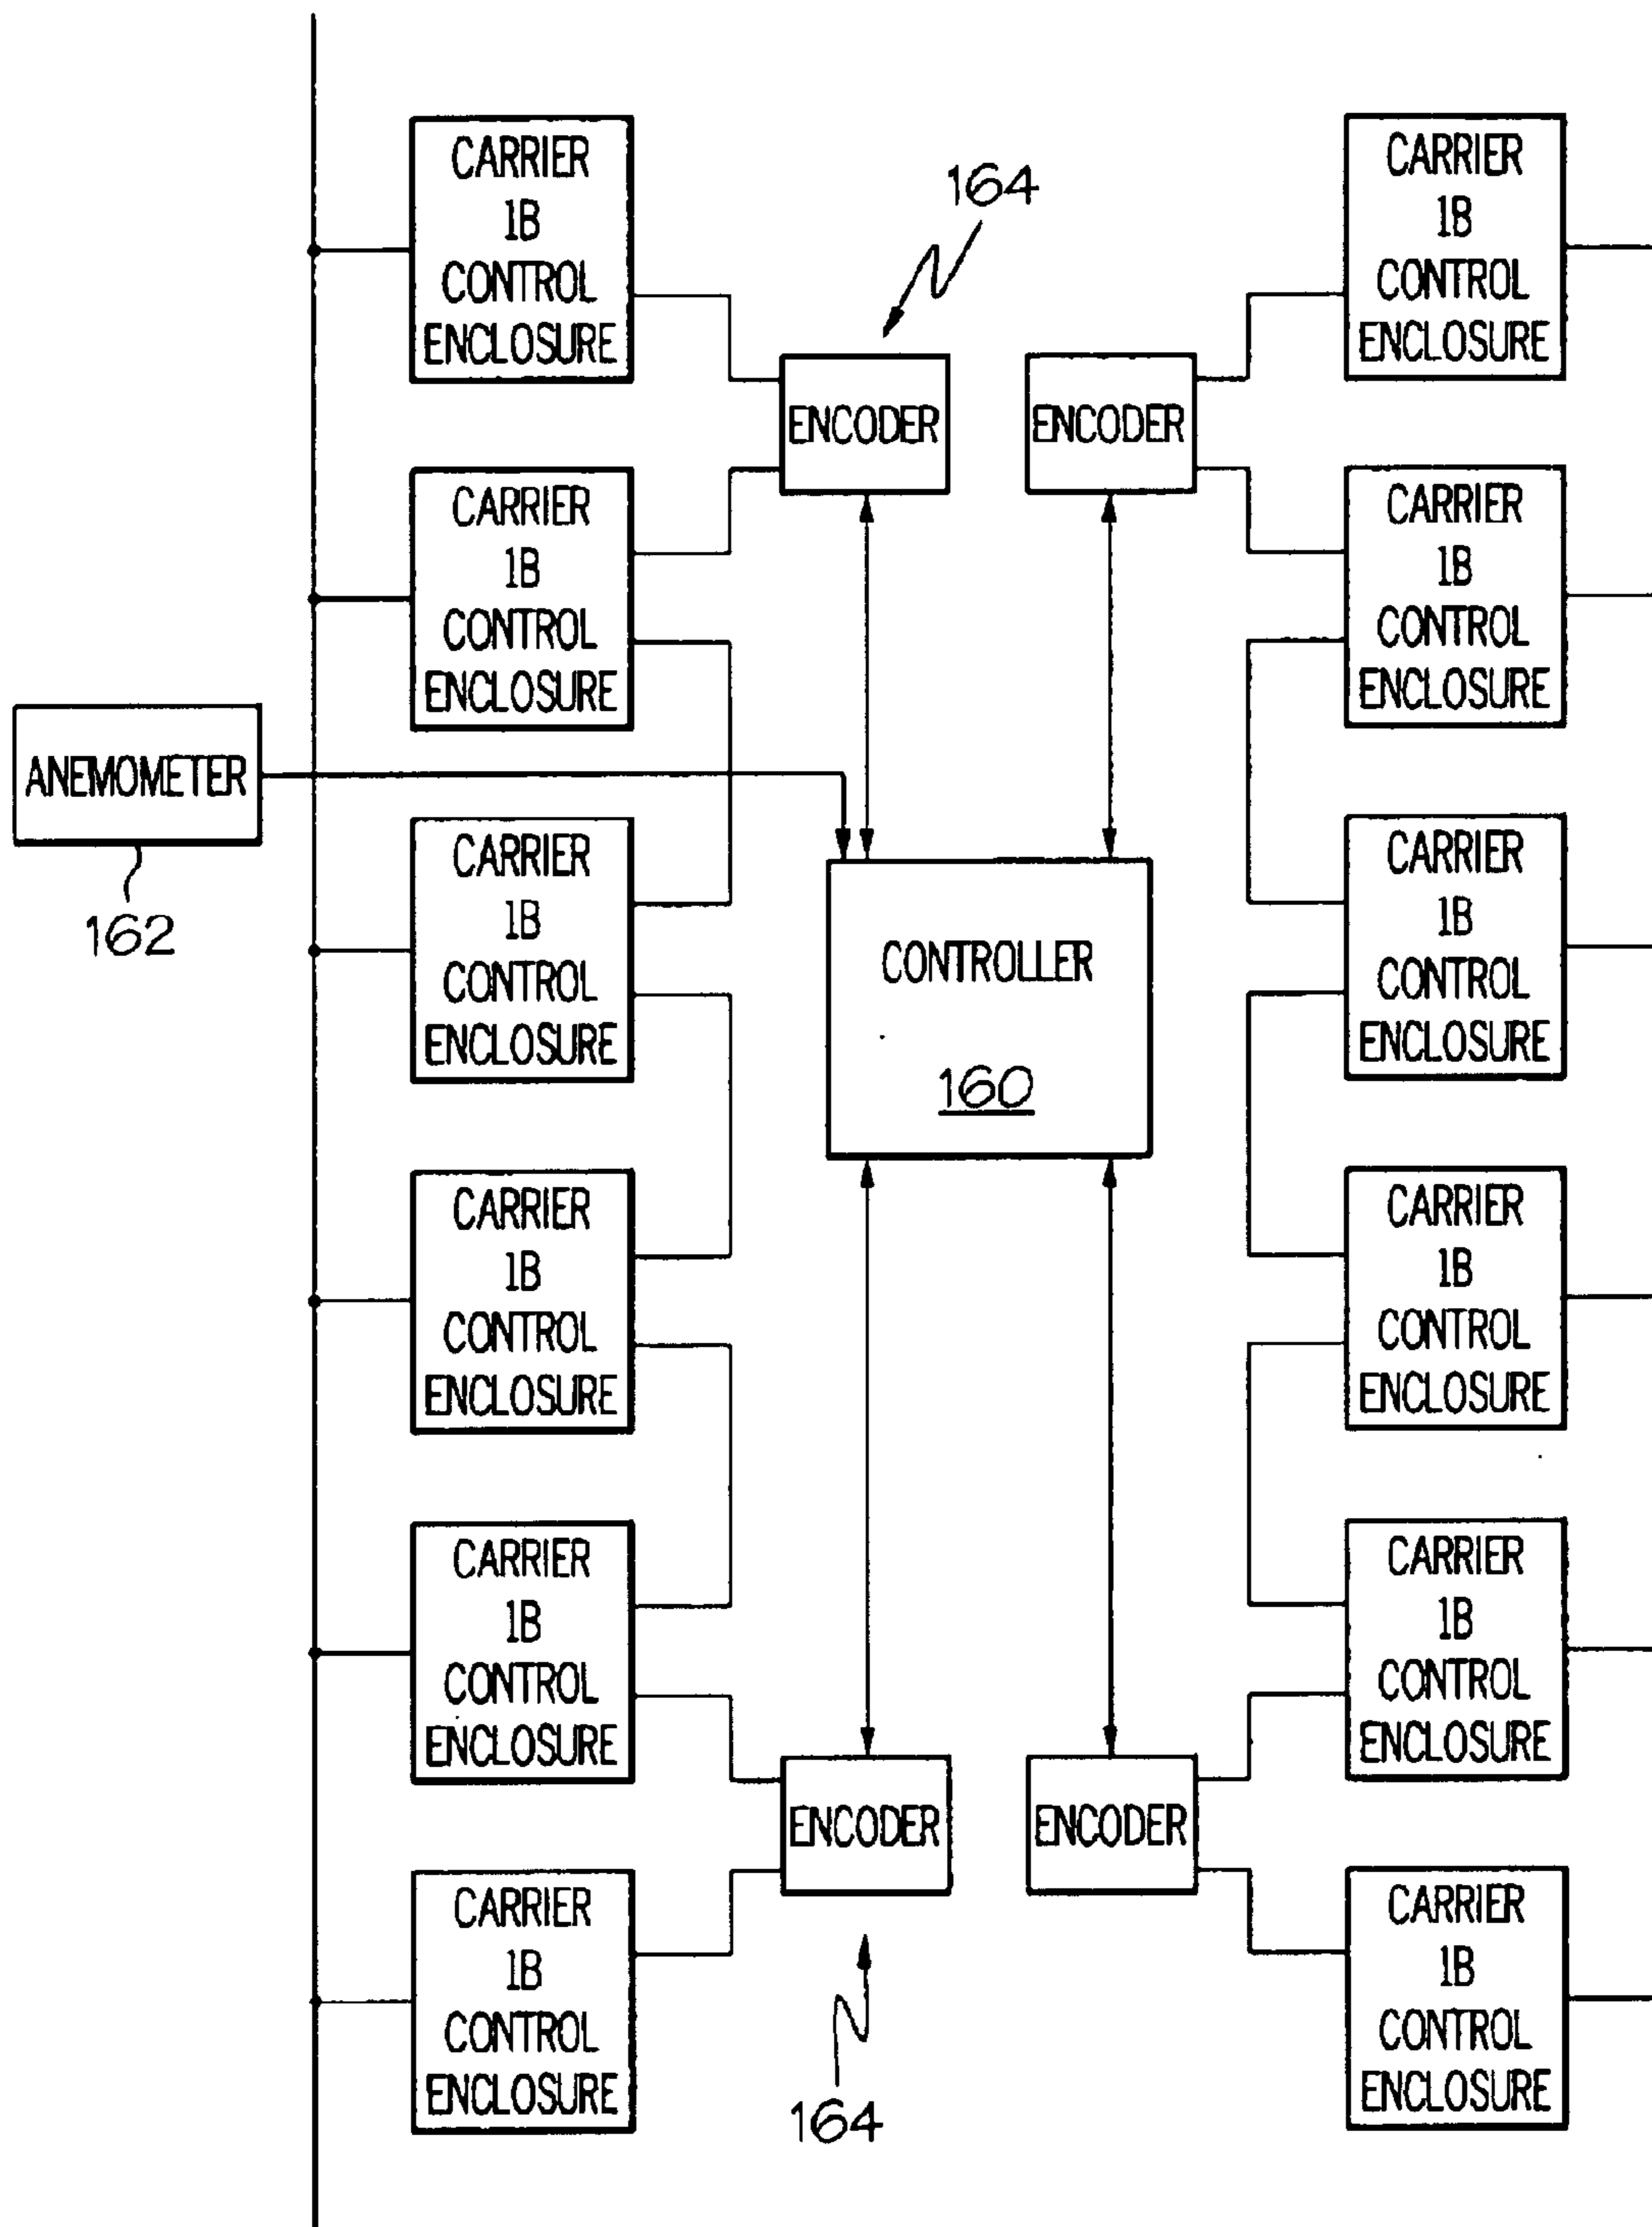 CARRIER
1B
CONTROL
ENCLOSURE
CARRIER
1B
CONTROL
ENCLOSURE
164
ENCODER
ENCODER
CARRIER
1B
CONTROL
ENCLOSURE
CARRIER
1B
CONTROL
ENCLOSURE
ANEMOMETER
162
CARRIER
1B
CONTROL
ENCLOSURE
CONTROLLER
160
CARRIER
1B
CONTROL
ENCLOSURE
CARRIER
1B
CONTROL
ENCLOSURE
CARRIER
1B
CONTROL
ENCLOSURE
CARRIER
1B
CONTROL
ENCLOSURE
CARRIER
1B
CONTROL
ENCLOSURE
ENCODER
ENCODER
CARRIER
1B
CONTROL
ENCLOSURE
164
CARRIER
1B
CONTROL
ENCLOSURE